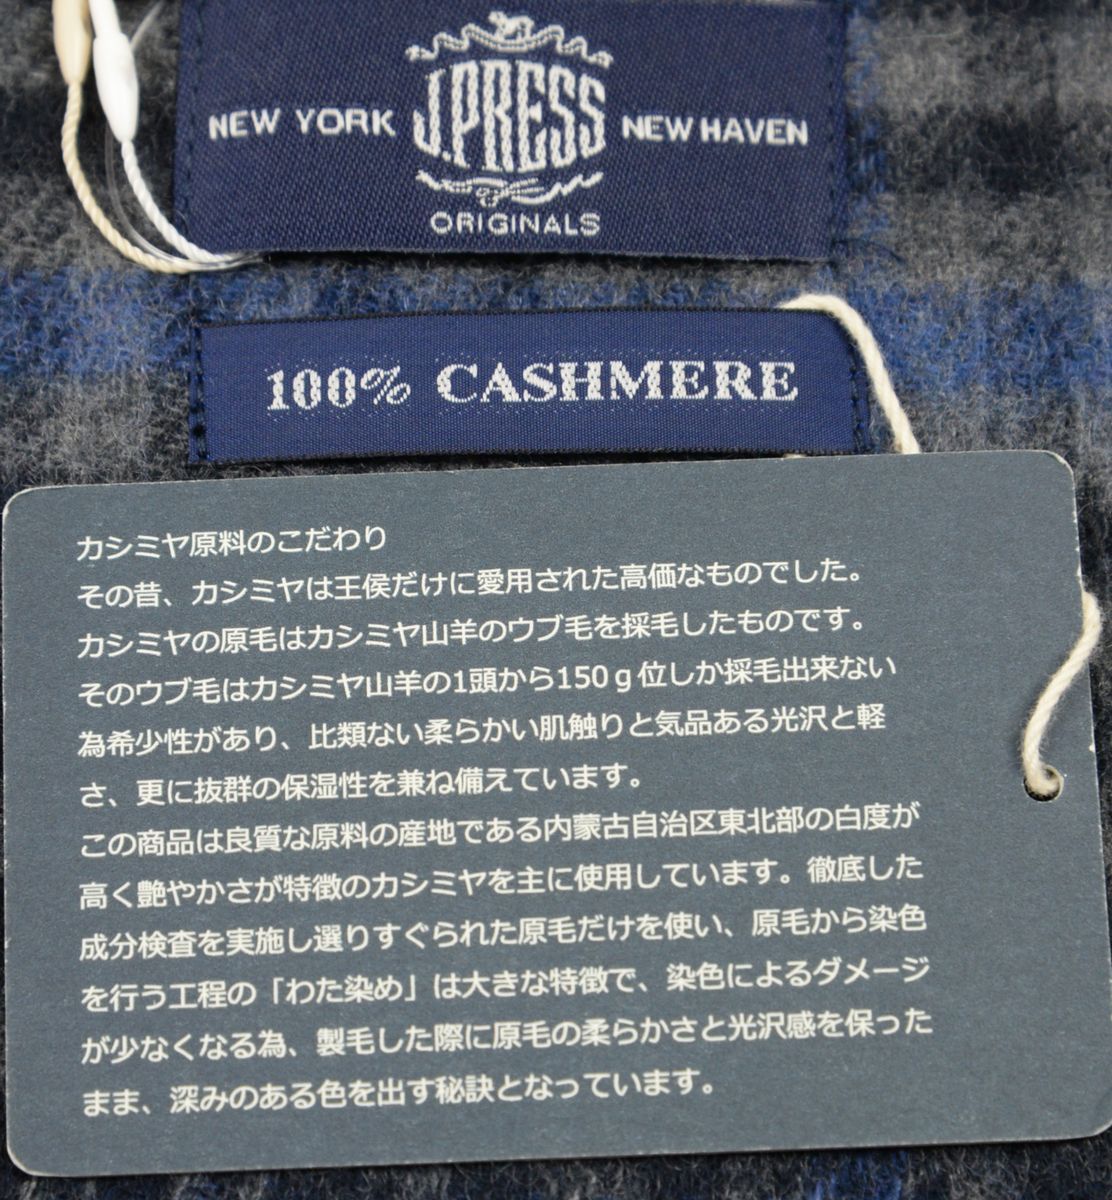 NEW YORK J.PRESS NEW HAVEN
ORIGINALS
100% CASHMERE
カシミヤ原料のこだわり
その昔、カシミヤは王侯だけに愛用された高価なものでした。
カシミヤの原毛はカシミヤ山羊のウブ毛を採毛したものです。
そのウブ毛はカシミヤ山羊の1頭から150ｇ位しか採毛出来ない
為希少性があり、比類ない柔らかい肌触りと気品ある光沢と軽
さ、更に抜群の保湿性を兼ね備えています。
この商品は良質な原料の産地である内蒙古自治区東北部の白度が
高く艶やかさが特徴のカシミヤを主に使用しています。徹底した
成分検査を実施し選りすぐられた原毛だけを使い、原毛から染色
を行う工程の「わた染め」は大きな特徴で、染色によるダメージ
が少なくなる為、製毛した際に原毛の柔らかさと光沢感を保った
まま、深みのある色を出す秘訣となっています。